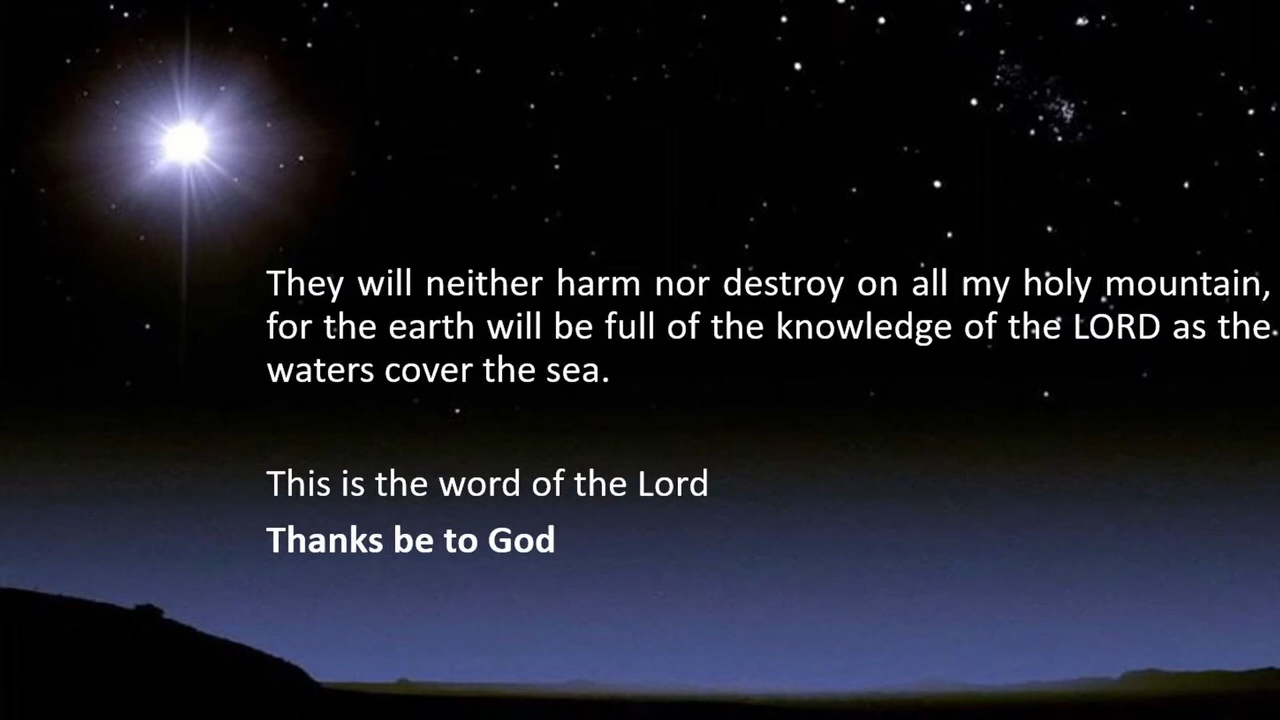 They will neither harm nor destroy on all my holy mountain,
for the earth will be full of the knowledge of the LORD as the
waters cover the sea.
This is the word of the Lord
Thanks be to God